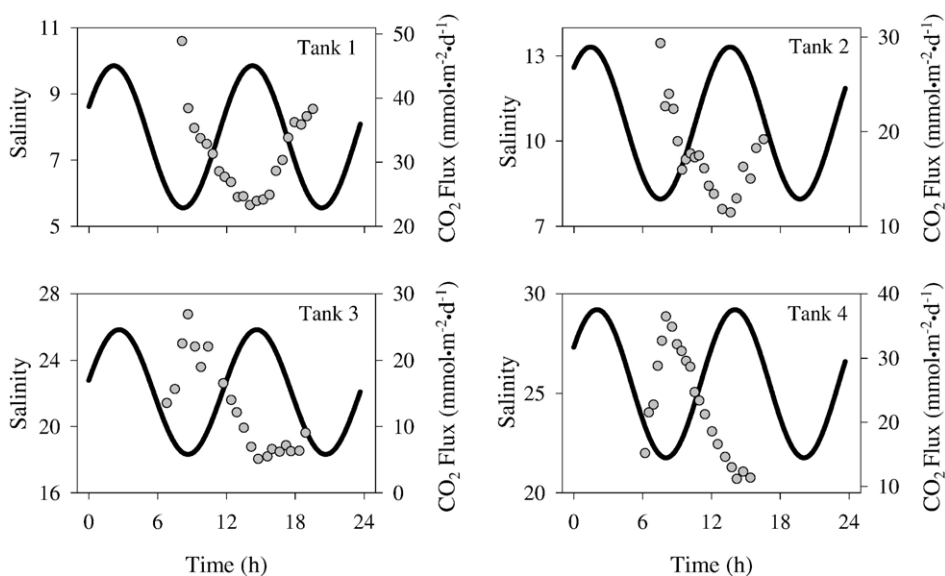 Tank 1
Salinity
11
9
7
5
CO2 Flux (mmol•m-2•d-1)
50
40
30
20
Tank 2
Salinity
13
10
7
CO2 Flux (mmol•m-2•d-1)
30
20
10
Tank 3
Salinity
28
24
20
16
CO2 Flux (mmol•m-2•d-1)
30
20
10
0
0 6 12 18 24
Time (h)
Tank 4
Salinity
30
25
20
CO2 Flux (mmol•m-2•d-1)
40
30
20
10
0 6 12 18 24
Time (h)